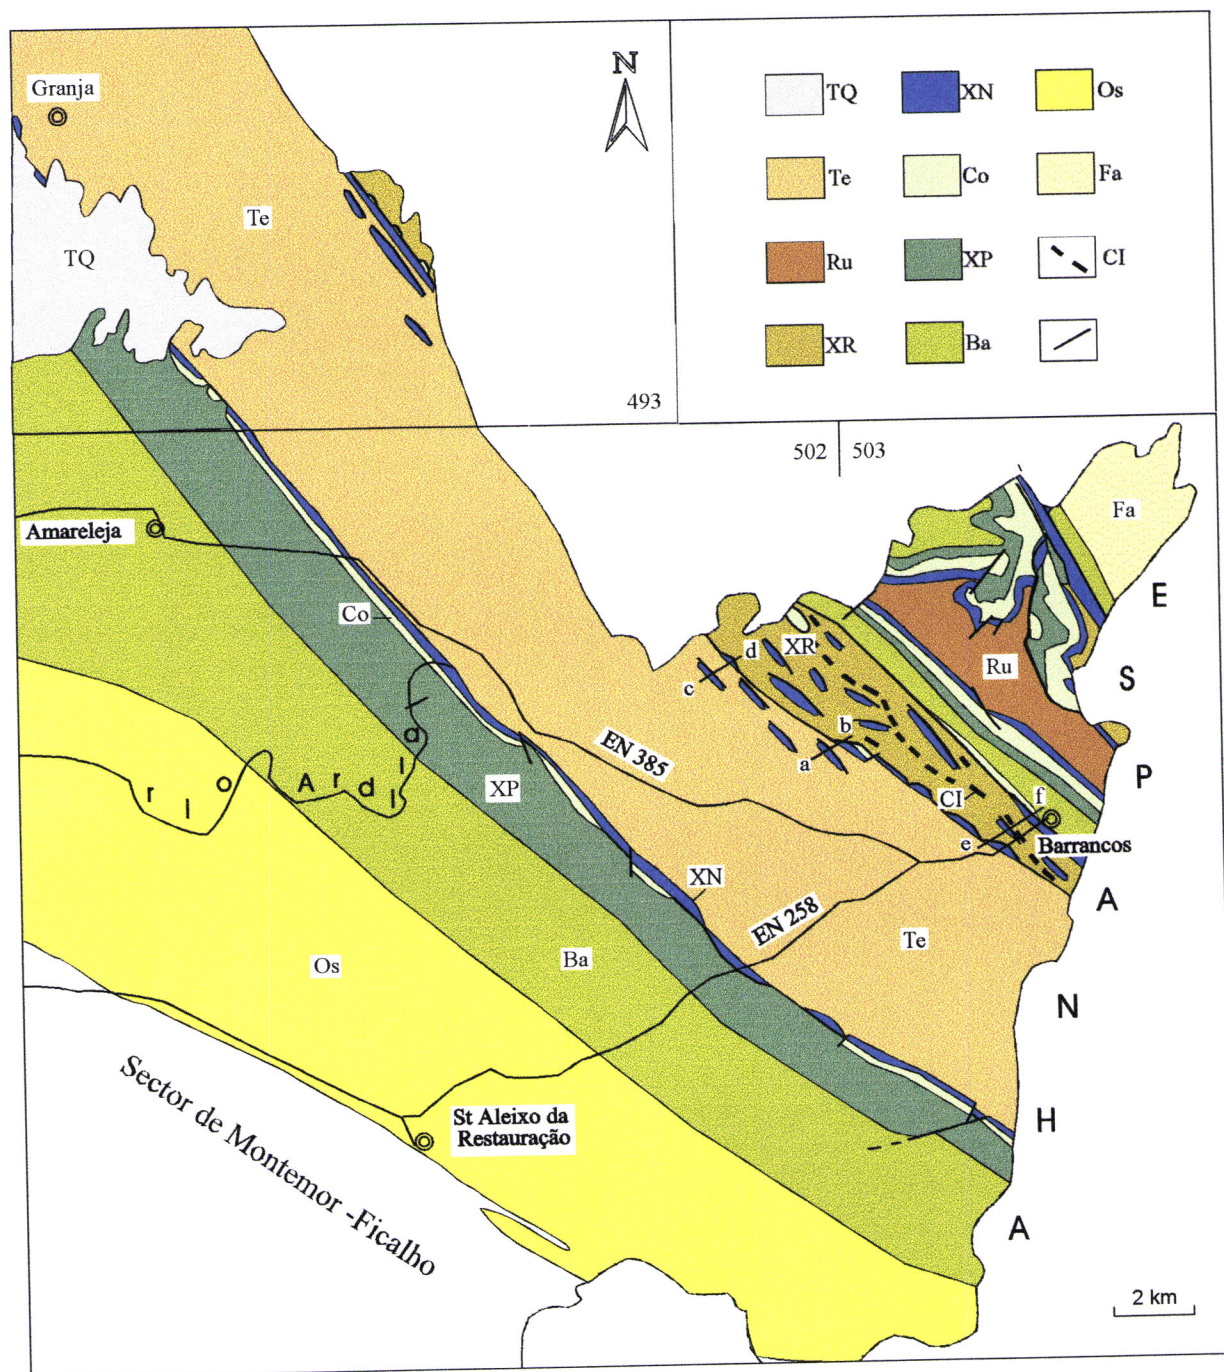 Granja
N
TQ
XN
Os
Te
Co
Fa
Ru
XP
CI
XR
Ba
Te
TQ
493
502
503
Fa
Amareleja
E
Co
XR
d
Ru
S
c
b
a
EN 385
P
rio Ardila
XP
CI
f
e
Barrancos
XN
A
EN 258
Te
Os
Ba
N
Sector de Montemor -Ficalho
St Aleixo da
Restauração
H
A
2 km